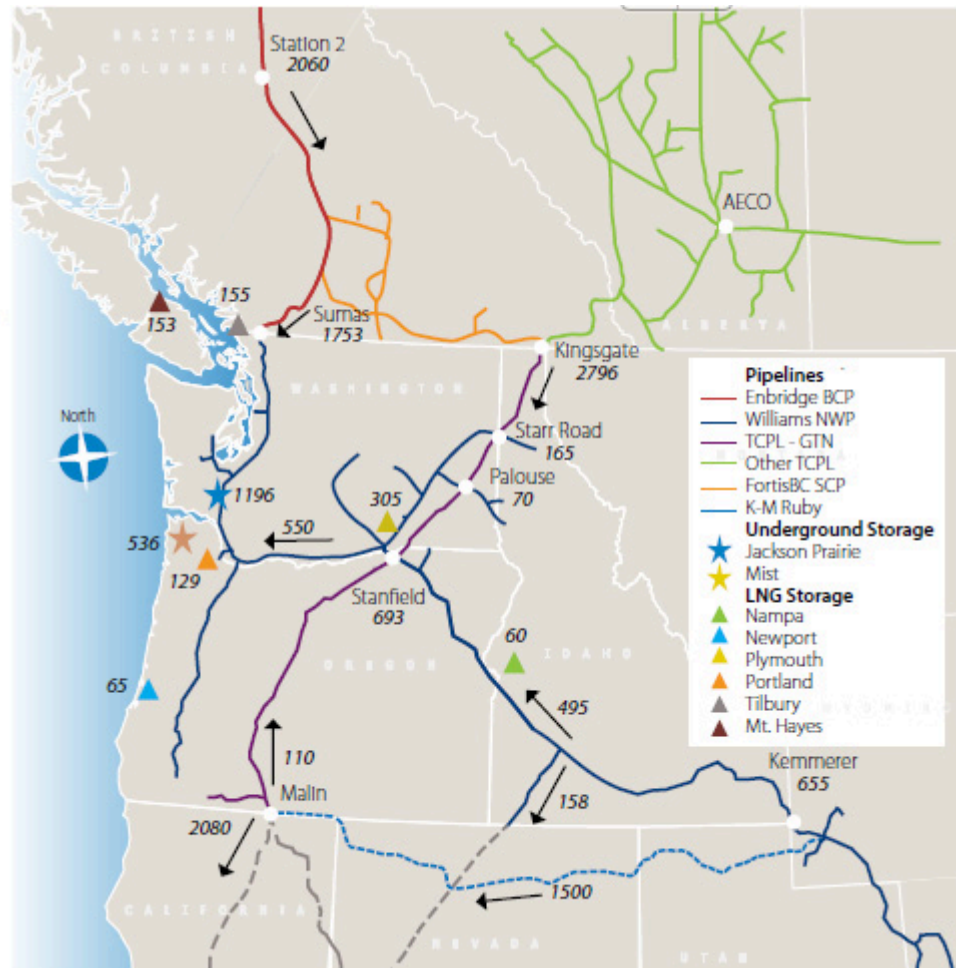 BRITISH
COLUMBIA
Station 2
2060
AECO
155
153
Sumas
1753
ALBERTA
Kingsgate
2796
WASHINGTON
North
Starr Road
165
Palouse
70
1196
305
550
536
129
Stanfield
693
60
OREGON
IDAHO
65
495
110
Malin
158
Kemmerer
655
2080
1500
CALIFORNIA
NEVADA
UTAH
Pipelines
Enbridge BCP
Williams NWP
TCPL - GTN
Other TCPL
FortisBC SCP
K-M Ruby
Underground Storage
Jackson Prairie
Mist
LNG Storage
Nampa
Newport
Plymouth
Portland
Tilbury
Mt. Hayes